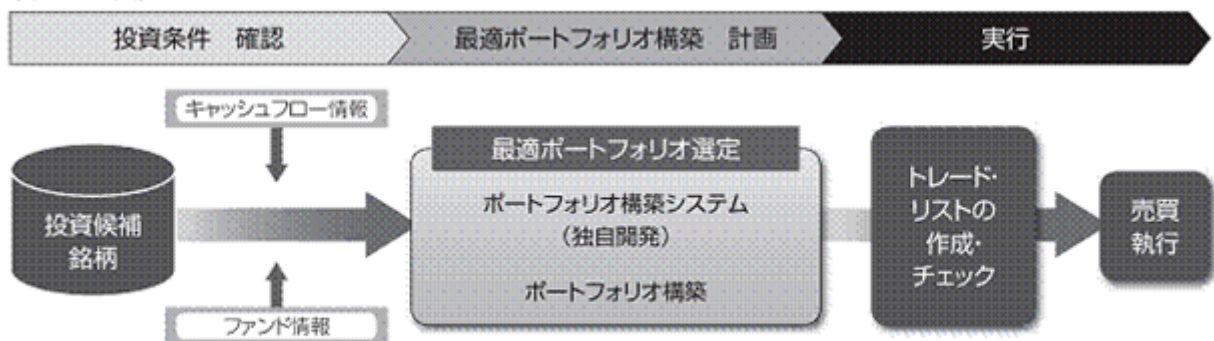 投資条件 確認
最適ポートフォリオ構築 計画
実行
キャッシュフロー情報
投資候補
銘柄
ファンド情報
最適ポートフォリオ選定
ポートフォリオ構築システム
（独自開発）
ポートフォリオ構築
トレード・
リストの
作成・
チェック
売買
執行